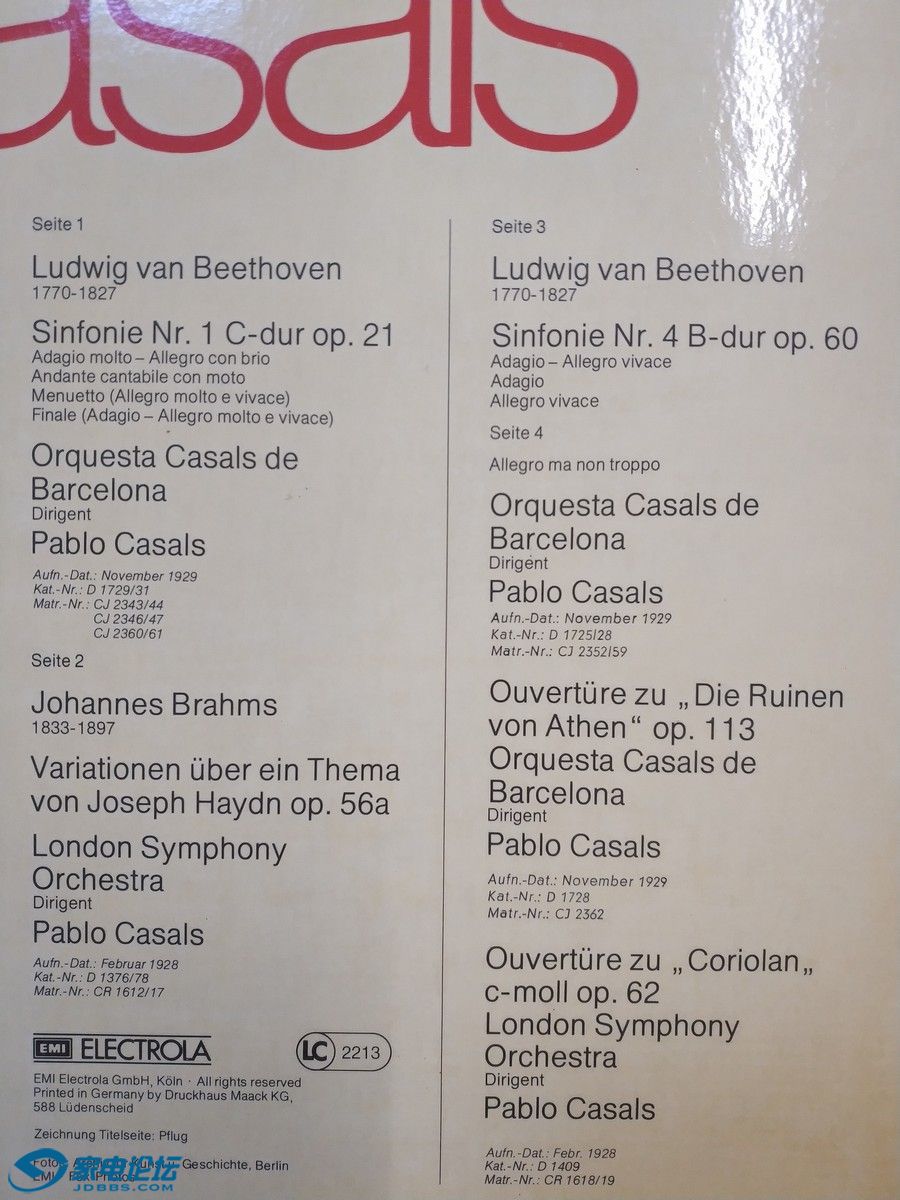 asals
Seite 1
Ludwig van Beethoven
1770-1827
Sinfonie Nr. 1 C-dur op. 21
Adagio molto – Allegro con brio
Andante cantabile con moto
Menuetto (Allegro molto e vivace)
Finale (Adagio – Allegro molto e vivace)
Orquesta Casals de
Barcelona
Dirigent
Pablo Casals
Aufn.-Dat.: November 1929
Kat.-Nr.: D 1729/31
Matr.-Nr.: CJ 2343/44
CJ 2346/47
CJ 2360/61
Seite 2
Johannes Brahms
1833-1897
Variationen über ein Thema
von Joseph Haydn op. 56a
London Symphony
Orchestra
Dirigent
Pablo Casals
Aufn.-Dat.: Februar 1928
Kat.-Nr.: D 1376/78
Matr.-Nr.: CR 1612/17
EMI ELECTROLA
LC 2213
EMI Electrola GmbH, Köln · All rights reserved
Printed in Germany by Druckhaus Maack KG,
588 Lüdenscheid
Zeichnung Titelseite: Pflug
Fotos: Kunst u. Geschichte, Berlin
EMI, Fox-Photos
家电论坛
JDBBS.COM
Seite 3
Ludwig van Beethoven
1770-1827
Sinfonie Nr. 4 B-dur op. 60
Adagio – Allegro vivace
Adagio
Allegro vivace
Seite 4
Allegro ma non troppo
Orquesta Casals de
Barcelona
Dirigent
Pablo Casals
Aufn.-Dat.: November 1929
Kat.-Nr.: D 1725/28
Matr.-Nr.: CJ 2352/59
Ouvertüre zu „Die Ruinen
von Athen“ op. 113
Orquesta Casals de
Barcelona
Dirigent
Pablo Casals
Aufn.-Dat.: November 1929
Kat.-Nr.: D 1728
Matr.-Nr.: CJ 2362
Ouvertüre zu „Coriolan„
c-moll op. 62
London Symphony
Orchestra
Dirigent
Pablo Casals
Aufn.-Dat.: Febr. 1928
Kat.-Nr.: D 1409
Matr.-Nr.: CR 1618/19